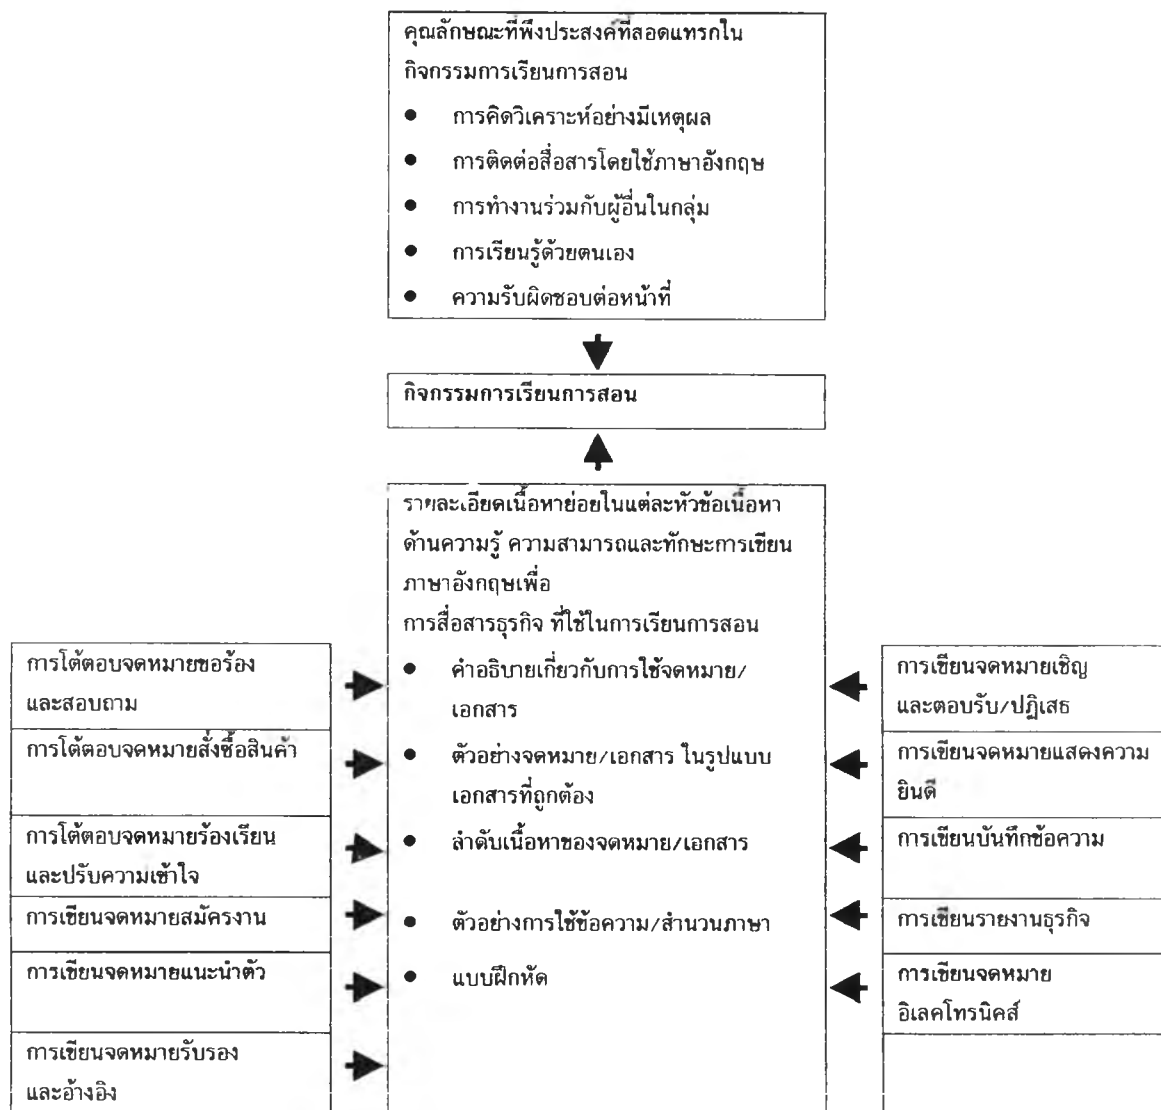 คุณลักษณะที่พึงประสงค์ที่สอดแทรกใน
กิจกรรมการเรียนการสอน
● การคิดวิเคราะห์อย่างมีเหตุผล
● การติดต่อสื่อสารโดยใช้ภาษาอังกฤษ
● การทำงานร่วมกับผู้อื่นในกลุ่ม
● การเรียนรู้ด้วยตนเอง
● ความรับผิดชอบต่อหน้าที่
กิจกรรมการเรียนการสอน
รายละเอียดเนื้อหาย่อยในแต่ละหัวข้อเนื้อหา
ด้านความรู้ ความสามารถและทักษะการเขียน
ภาษาอังกฤษเพื่อ
การสื่อสารธุรกิจ ที่ใช้ในการเรียนการสอน
● คำอธิบายเกี่ยวกับการใช้จดหมาย/
เอกสาร
● ตัวอย่างจดหมาย/เอกสาร ในรูปแบบ
เอกสารที่ถูกต้อง
● ลำดับเนื้อหาของจดหมาย/เอกสาร
● ตัวอย่างการใช้ข้อความ/สำนวนภาษา
● แบบฝึกหัด
การโต้ตอบจดหมายขอร้อง
และสอบถาม
การโต้ตอบจดหมายสั่งซื้อสินค้า
การโต้ตอบจดหมายร้องเรียน
และปรับความเข้าใจ
การเขียนจดหมายสมัครงาน
การเขียนจดหมายแนะนำตัว
การเขียนจดหมายรับรอง
และอ้างอิง
การเขียนจดหมายเชิญ
และตอบรับ/ปฏิเสธ
การเขียนจดหมายแสดงความ
ยินดี
การเขียนบันทึกข้อความ
การเขียนรายงานธุรกิจ
การเขียนจดหมาย
อิเลคโทรนิคส์